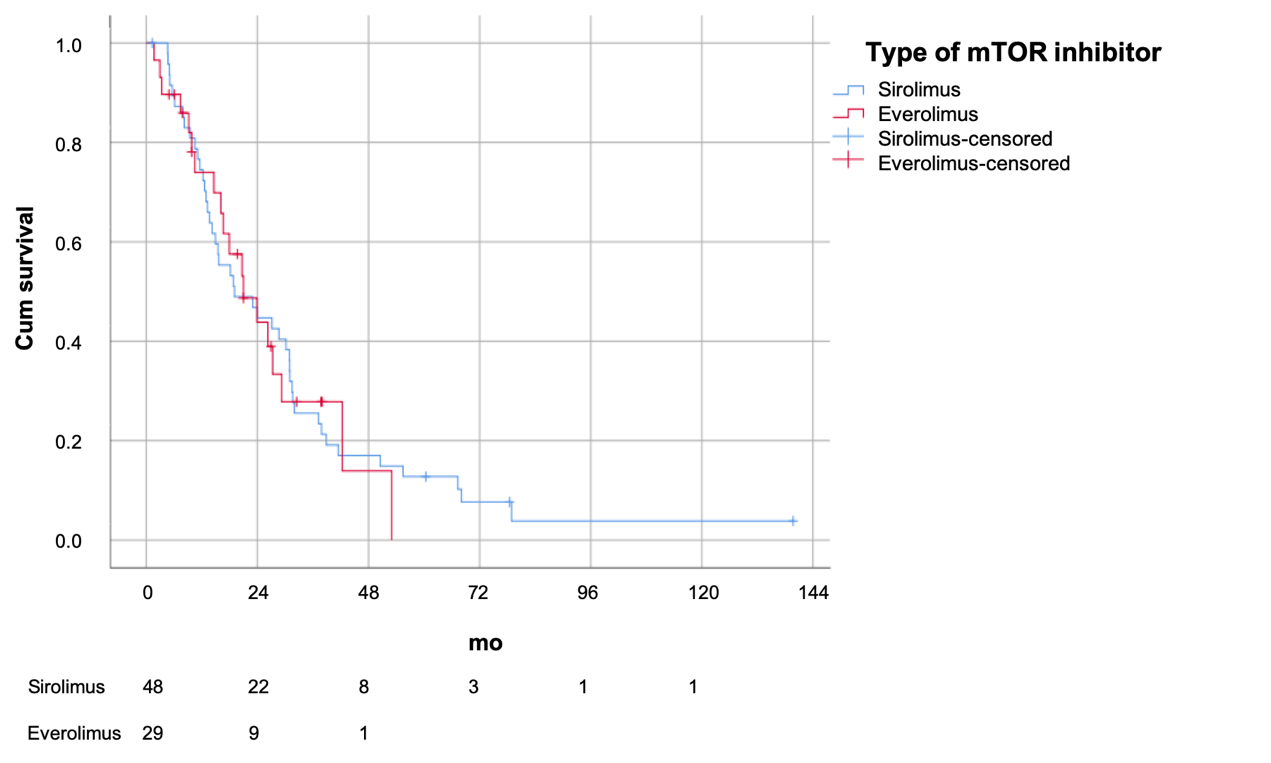 Type of mTOR inhibitor
Sirolimus
Everolimus
Sirolimus-censored
Everolimus-censored
Cum survival
1.0
0.8
0.6
0.4
0.2
0.0
0 24 48 72 96 120 144
mo
Sirolimus 48 22 8 3 1 1
Everolimus 29 9 1